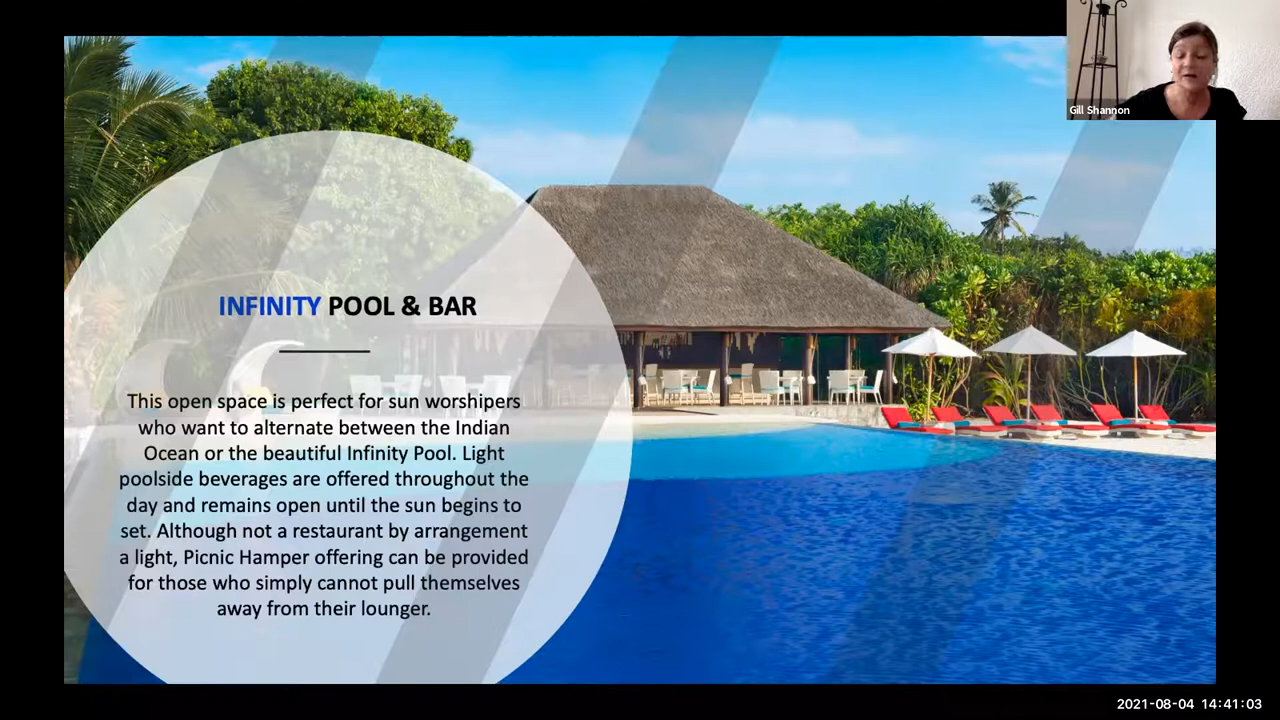 Gill Shannon
INFINITY POOL & BAR
This open space is perfect for sun worshipers
who want to alternate between the Indian
Ocean or the beautiful Infinity Pool. Light
poolside beverages are offered throughout the
day and remains open until the sun begins to
set. Although not a restaurant by arrangement
a light, Picnic Hamper offering can be provided
for those who simply cannot pull themselves
away from their lounger.
2021-08-04 14:41:03